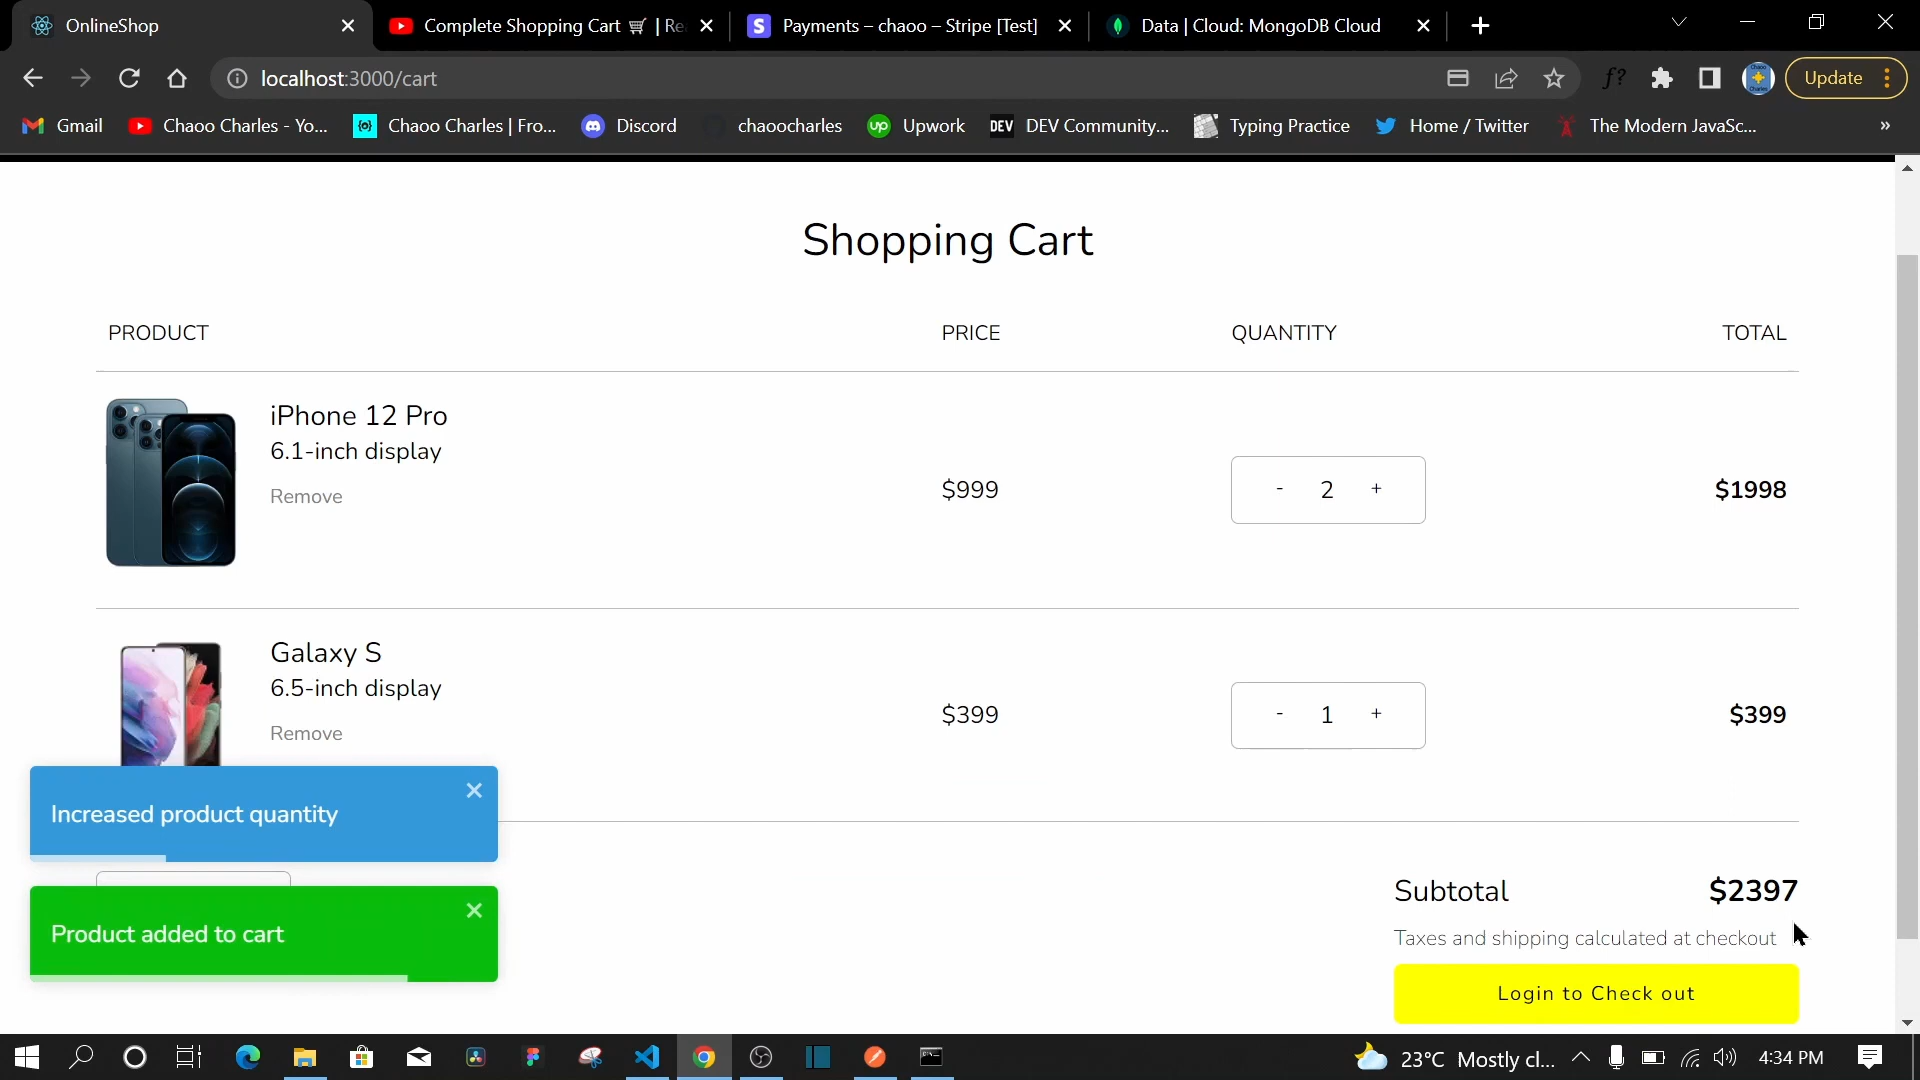 OnlineShop
Complete Shopping Cart 🛒 | Re
Payments – chaoo – Stripe [Test]
Data | Cloud: MongoDB Cloud
localhost:3000/cart
f?
Update
Gmail
Chaoo Charles - Yo...
Chaoo Charles | Fro...
Discord
chaoocharles
up Upwork
DEV DEV Community...
Typing Practice
Home / Twitter
The Modern JavaSc...
»
Shopping Cart
PRODUCT PRICE QUANTITY TOTAL
iPhone 12 Pro
6.1-inch display
Remove
$999
- 2 +
$1998
Galaxy S
6.5-inch display
Remove
$399
- 1 +
$399
Increased product quantity
Product added to cart
Subtotal $2397
Taxes and shipping calculated at checkout
Login to Check out
23°C Mostly cl...
4:34 PM